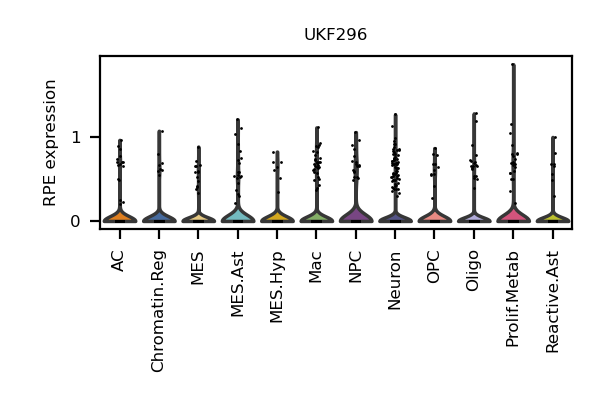 UKF296
RPE expression
1
0
AC
Chromatin.Reg
MES
MES.Ast
MES.Hyp
Mac
NPC
Neuron
OPC
Oligo
Prolif.Metab
Reactive.Ast